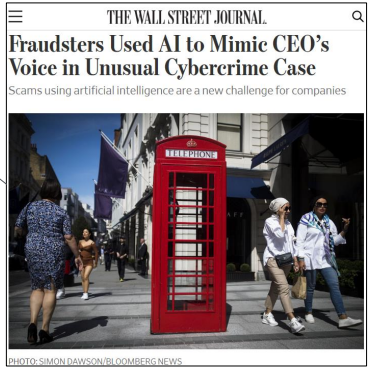 THE WALL STREET JOURNAL.
Fraudsters Used AI to Mimic CEO's
Voice in Unusual Cybercrime Case
Scams using artificial intelligence are a new challenge for companies
TELEPHONE
PHOTO: SIMON DAWSON/BLOOMBERG NEWS